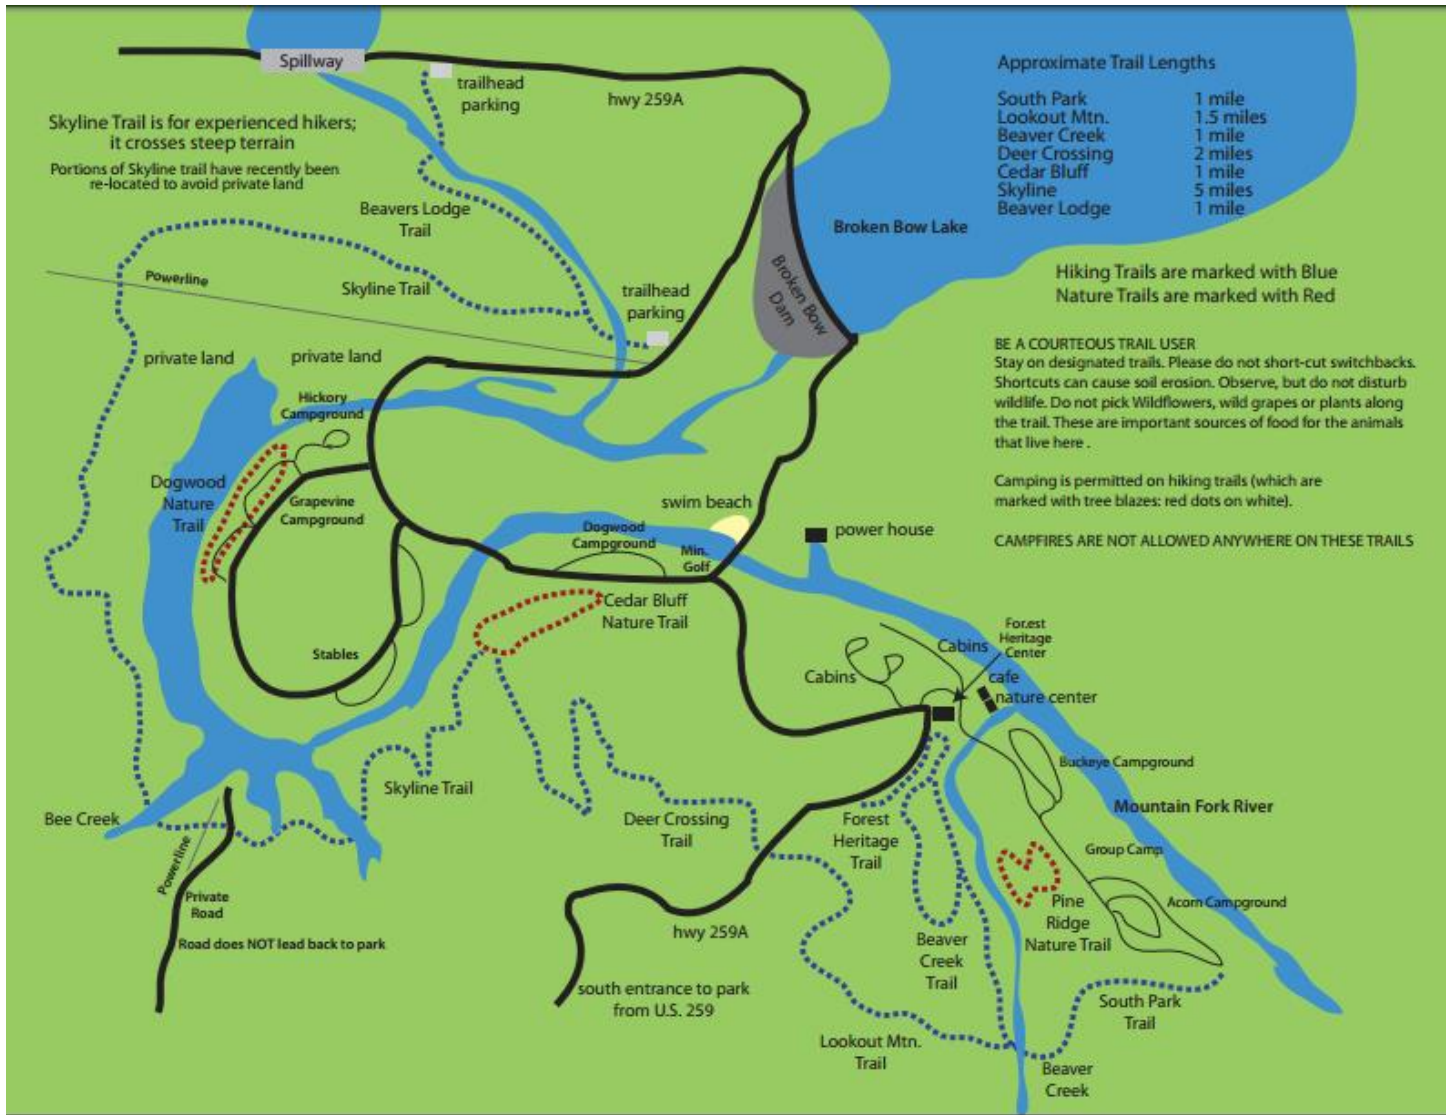 Spillway
trailhead
parking
hwy 259A
Approximate Trail Lengths
South Park 1 mile
Lookout Mtn. 1.5 miles
Beaver Creek 1 mile
Deer Crossing 2 miles
Cedar Bluff 1 mile
Skyline 5 miles
Beaver Lodge 1 mile
Skyline Trail is for experienced hikers;
it crosses steep terrain
Portions of Skyline trail have recently been
re-located to avoid private land
Beavers Lodge
Trail
Broken Bow Lake
Broken Bow
Dam
Hiking Trails are marked with Blue
Nature Trails are marked with Red
Powerline
Skyline Trail
trailhead
parking
private land
private land
BE A COURTEOUS TRAIL USER
Stay on designated trails. Please do not short-cut switchbacks.
Shortcuts can cause soil erosion. Observe, but do not disturb
wildlife. Do not pick Wildflowers, wild grapes or plants along
the trail. These are important sources of food for the animals
that live here .
Camping is permitted on hiking trails (which are
marked with tree blazes: red dots on white).
CAMPFIRES ARE NOT ALLOWED ANYWHERE ON THESE TRAILS
Hickory
Campground
Dogwood
Nature
Trail
Grapevine
Campground
swim beach
Dogwood
Campground
Min.
Golf
power house
Cedar Bluff
Nature Trail
Stables
For.est
Heritage
Center
Cabins
Cabins
cafe
nature center
Skyline Trail
Buckeye Campground
Mountain Fork River
Bee Creek
Deer Crossing
Trail
Forest
Heritage
Trail
Group Camp
Powerline
Private
Road
Road does NOT lead back to park
Pine
Ridge
Nature Trail
Acorn Campground
hwy 259A
Beaver
Creek
Trail
south entrance to park
from U.S. 259
South Park
Trail
Lookout Mtn.
Trail
Beaver
Creek